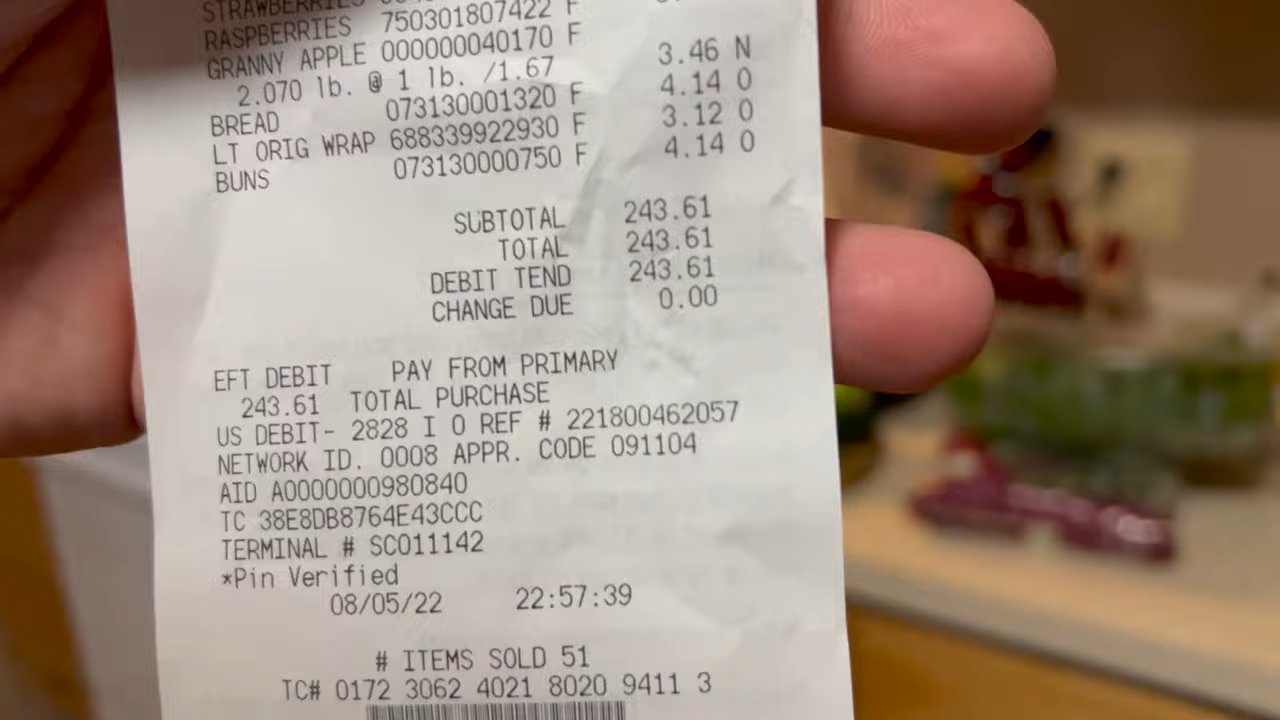 STRAWBERRIES
RASPBERRIES 750301807422 F
GRANNY APPLE 000000040170 F
2.070 lb. @ 1 lb. /1.67 3.46 N
BREAD 073130001320 F 4.14 O
LT ORIG WRAP 688339922930 F 3.12 O
BUNS 073130000750 F 4.14 O
SUBTOTAL 243.61
TOTAL 243.61
DEBIT TEND 243.61
CHANGE DUE 0.00
EFT DEBIT PAY FROM PRIMARY
243.61 TOTAL PURCHASE
US DEBIT- 2828 I 0 REF # 221800462057
NETWORK ID. 0008 APPR. CODE 091104
AID A0000000980840
TC 38E8DB8764E43CCC
TERMINAL # SC011142
*Pin Verified
08/05/22 22:57:39
# ITEMS SOLD 51
TC# 0172 3062 4021 8020 9411 3